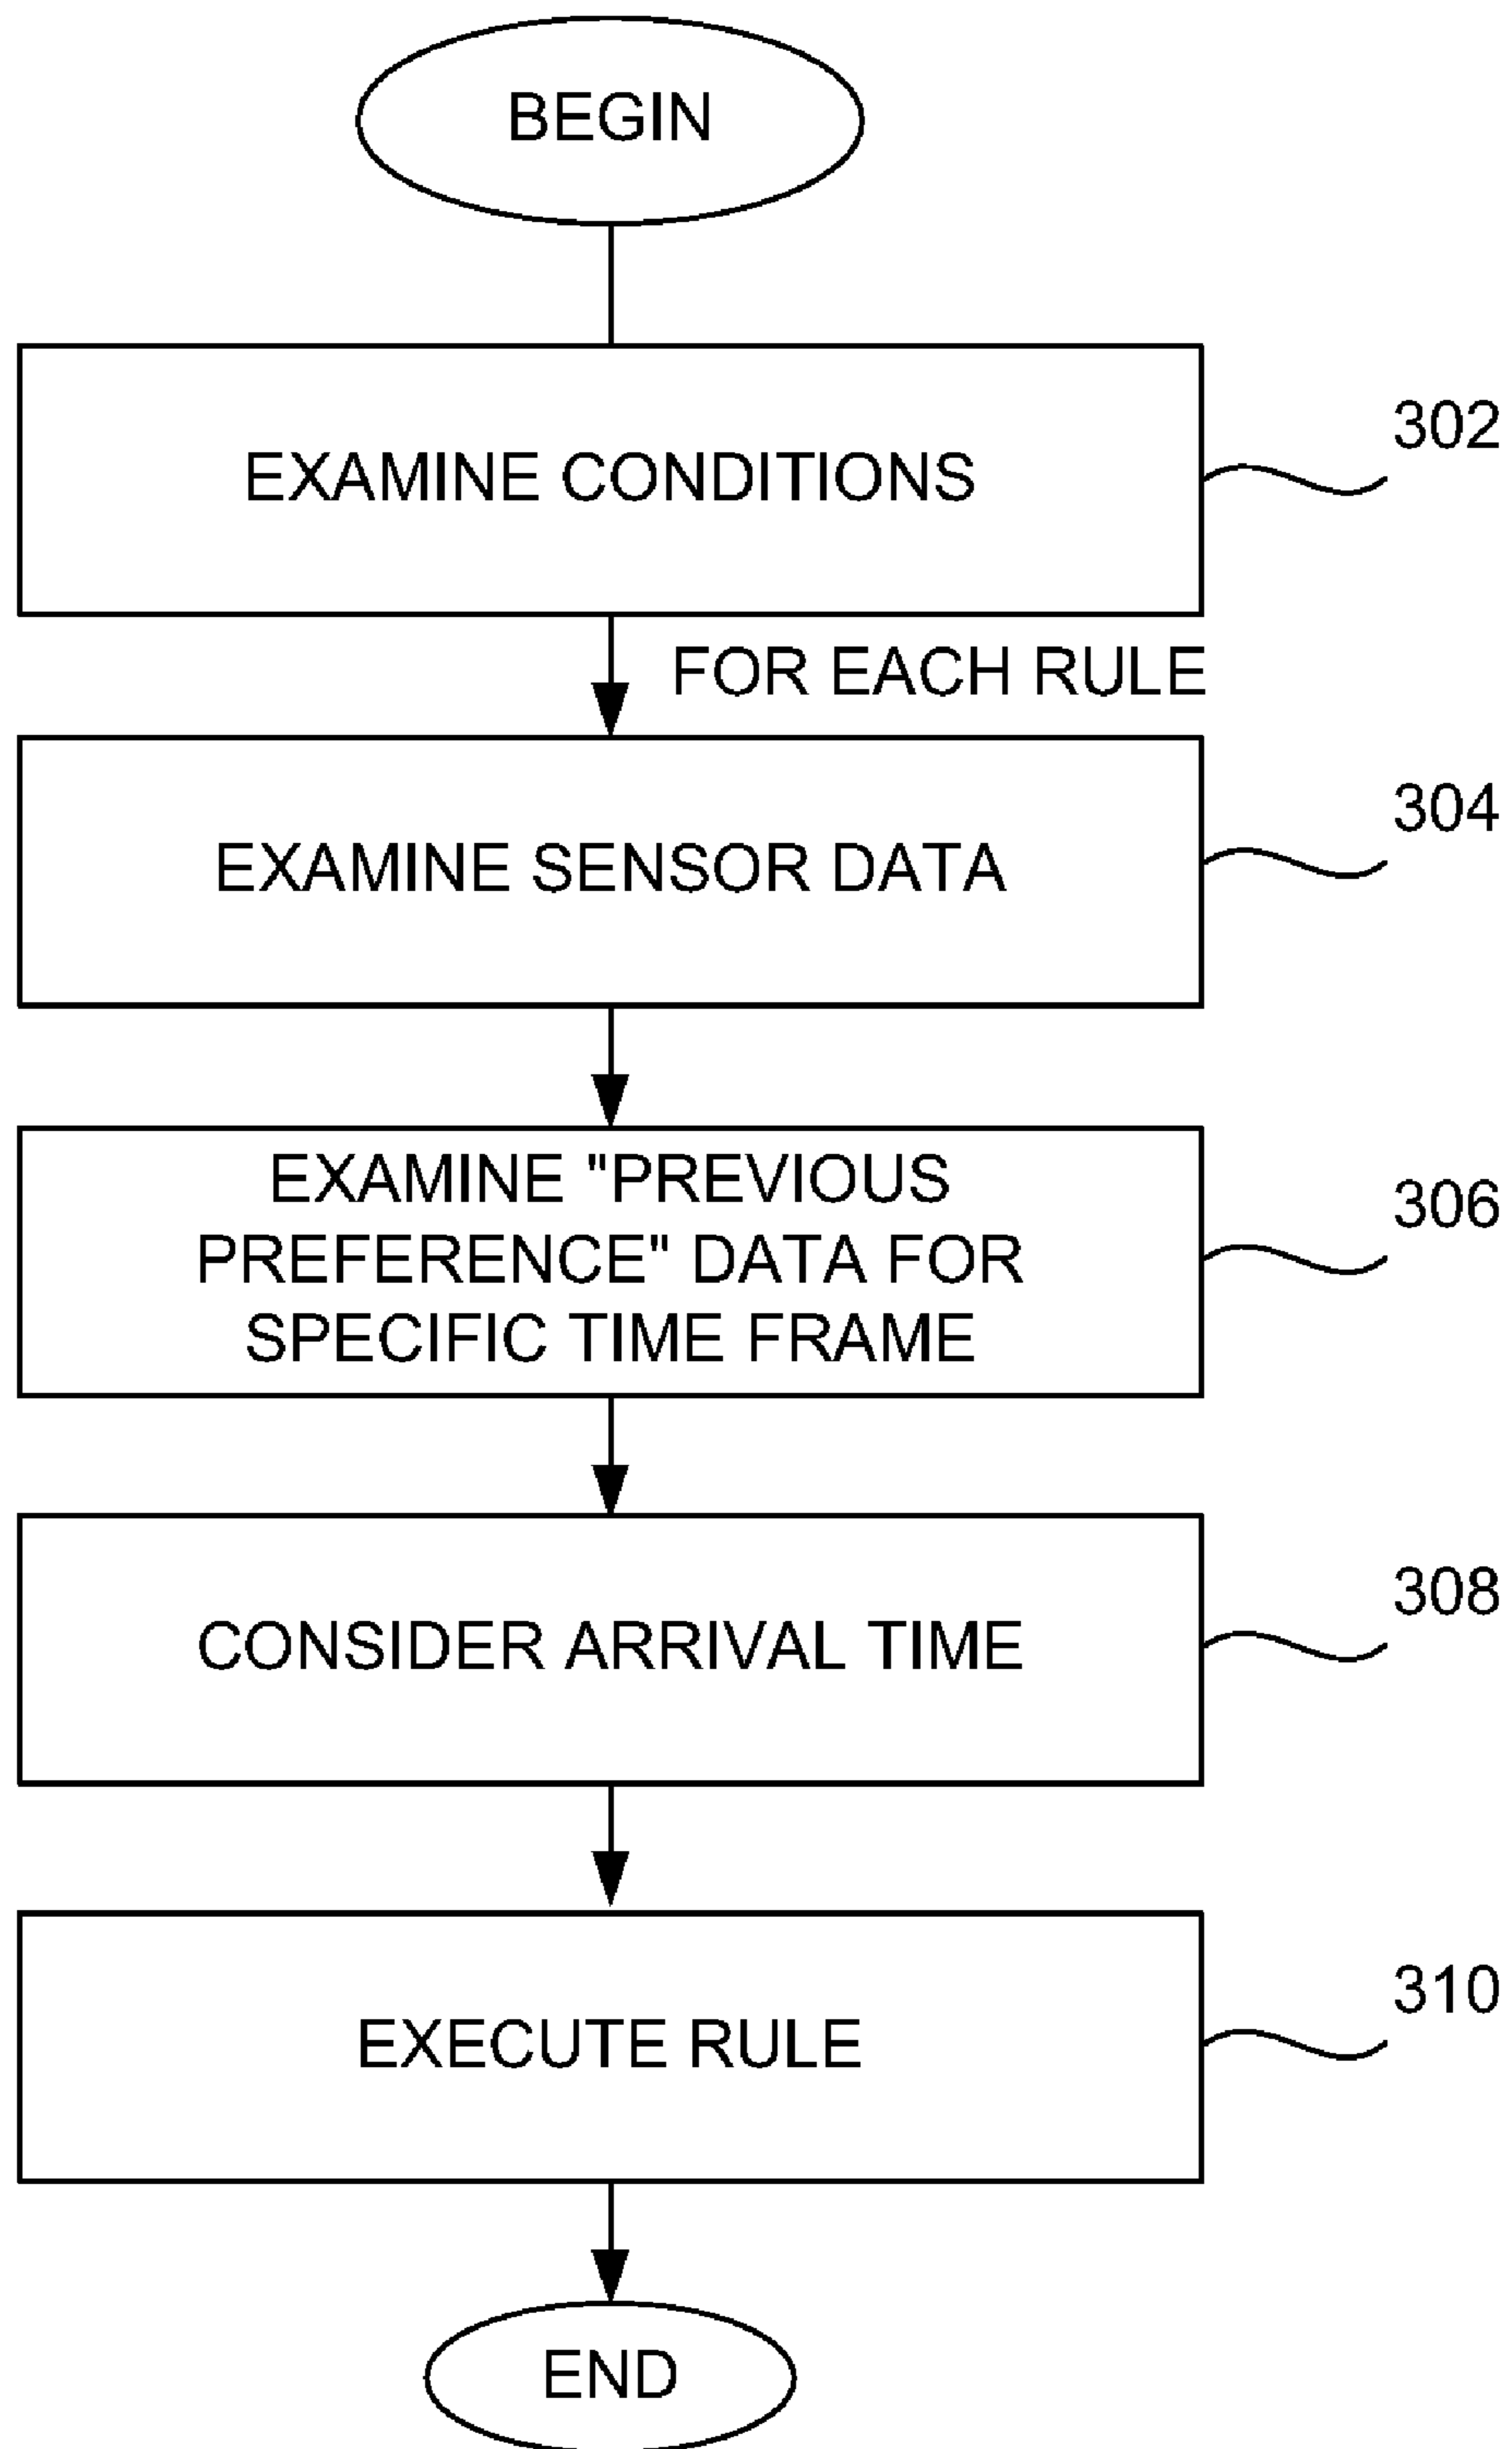 BEGIN
EXAMINE CONDITIONS
302
FOR EACH RULE
EXAMINE SENSOR DATA
304
EXAMINE "PREVIOUS
PREFERENCE" DATA FOR
SPECIFIC TIME FRAME
306
CONSIDER ARRIVAL TIME
308
EXECUTE RULE
310
END